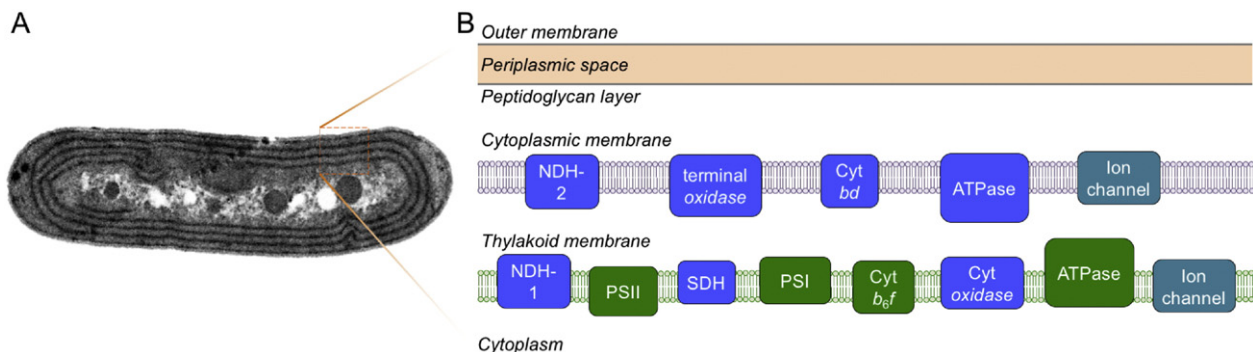 A
B
Outer membrane
Periplasmic space
Peptidoglycan layer
Cytoplasmic membrane
NDH-
2
terminal
oxidase
Cyt
bd
ATPase
Ion
channel
Thylakoid membrane
NDH-
1
PSII
SDH
PSI
Cyt
b₆f
Cyt
oxidase
ATPase
Ion
channel
Cytoplasm